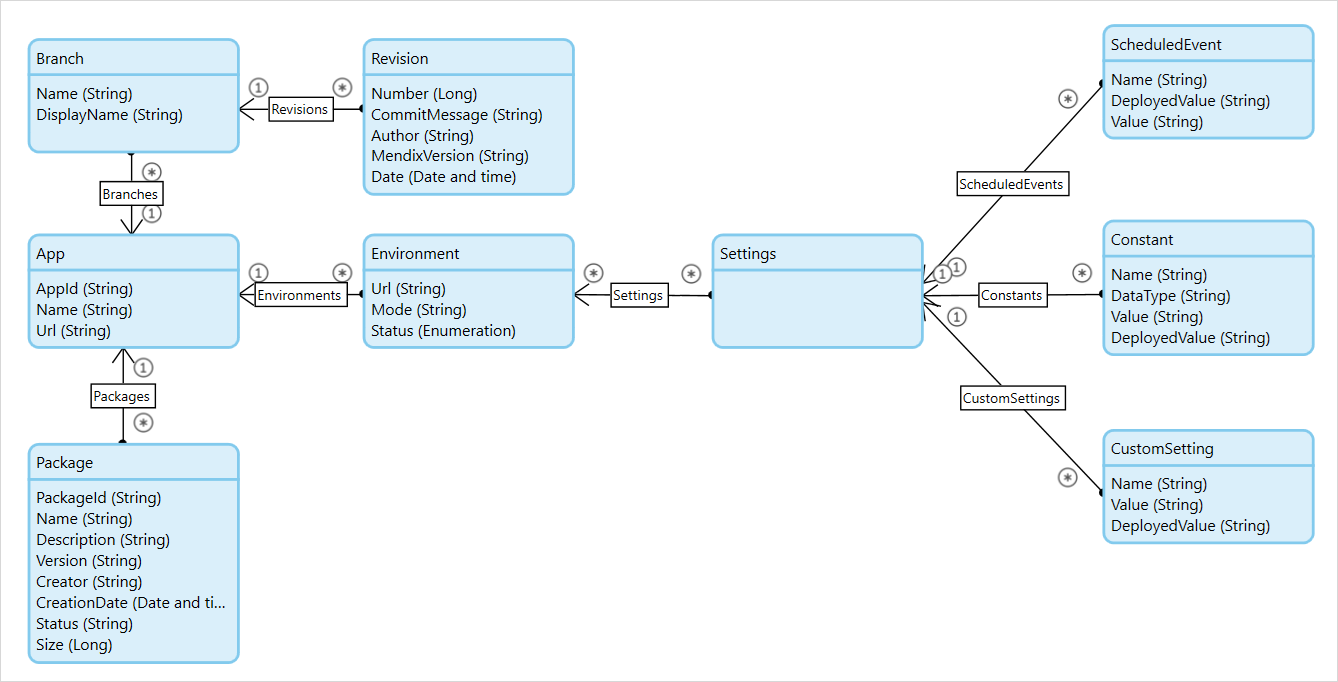 Branch
Name (String)
DisplayName (String)
1
Revisions
*
Revision
Number (Long)
CommitMessage (String)
Author (String)
MendixVersion (String)
Date (Date and time)
*
Branches
1
App
AppId (String)
Name (String)
Url (String)
1
Environments
*
Environment
Url (String)
Mode (String)
Status (Enumeration)
*
Settings
*
Settings
1
Packages
*
Package
PackageId (String)
Name (String)
Description (String)
Version (String)
Creator (String)
CreationDate (Date and ti...
Status (String)
Size (Long)
ScheduledEvent
Name (String)
DeployedValue (String)
Value (String)
*
ScheduledEvents
1
1
Constants
*
Constant
Name (String)
DataType (String)
Value (String)
DeployedValue (String)
1
CustomSettings
*
CustomSetting
Name (String)
Value (String)
DeployedValue (String)